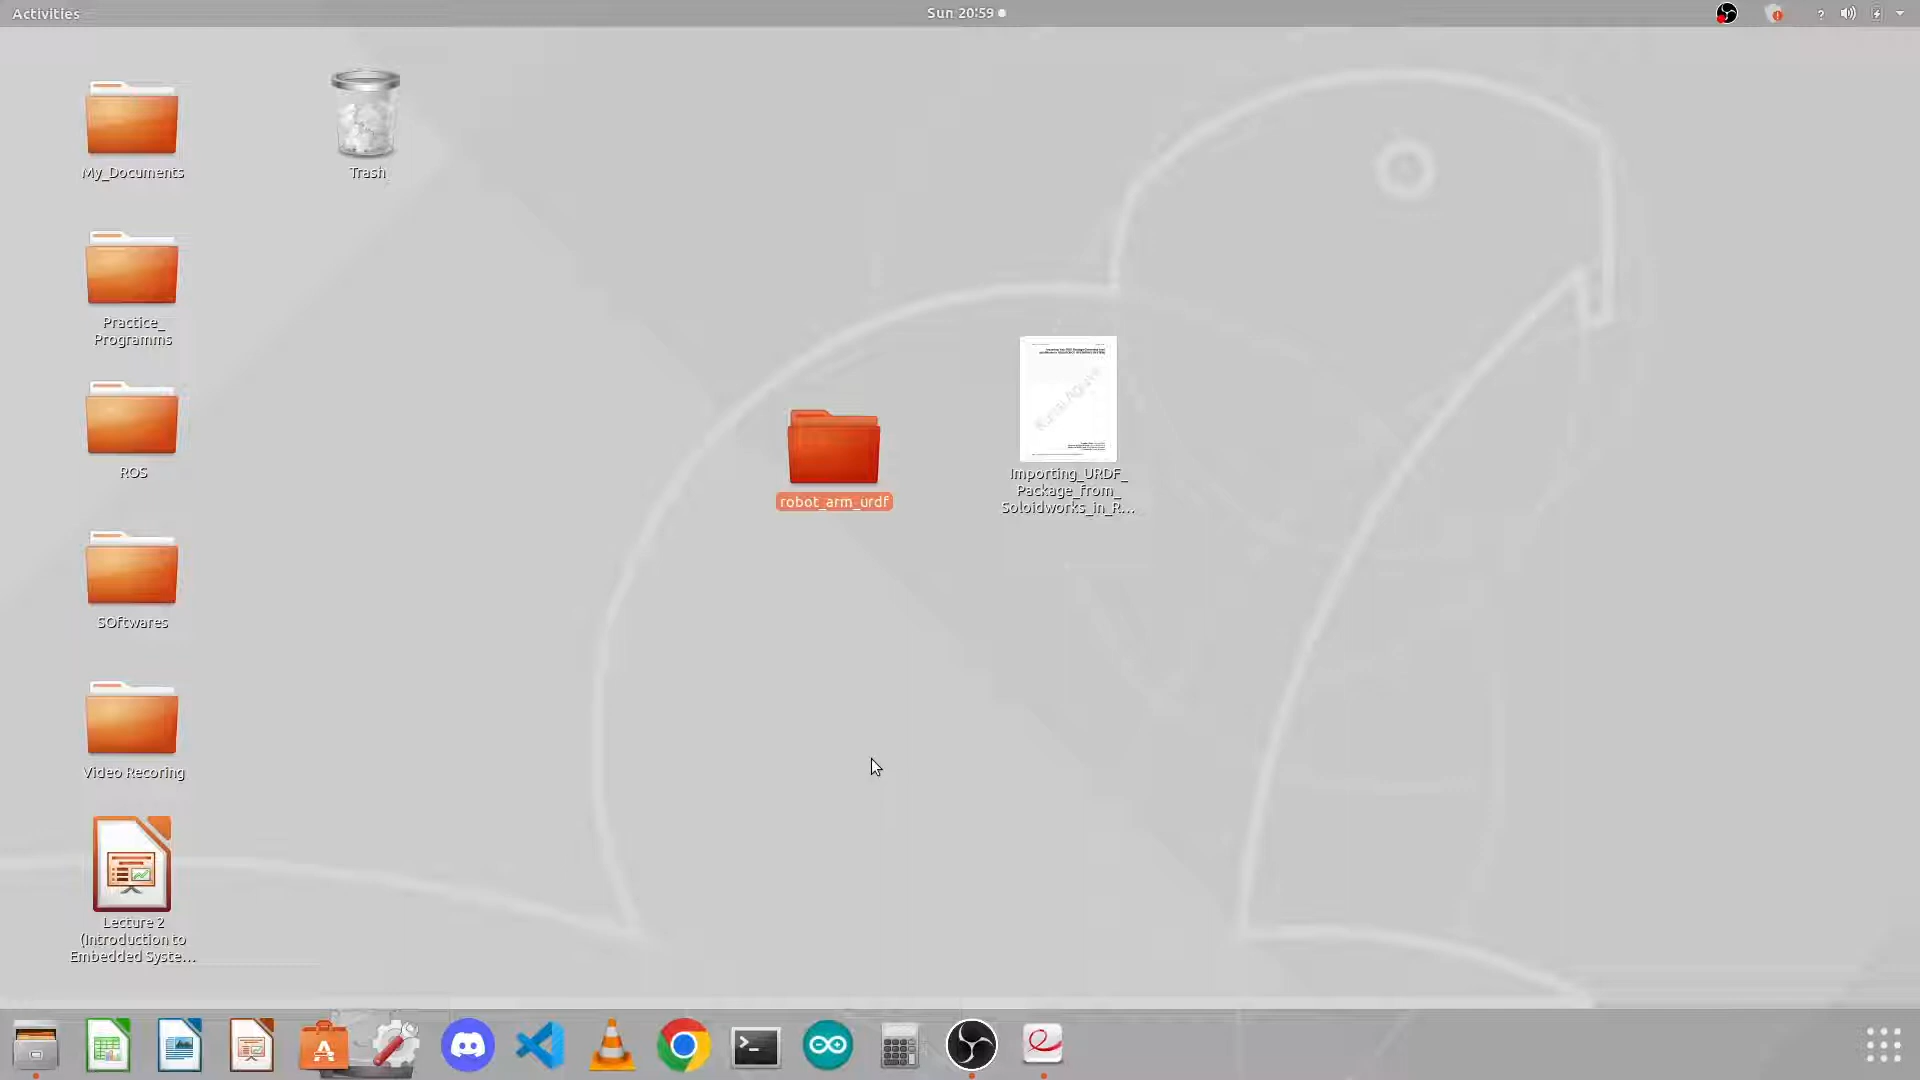 Activities
Sun 20:59
My_Documents
Trash
Practice_
Programms
ROS
robot_arm_urdf
Importing_URDF_
Package_from_
Soloidworks_in_R...
SOftwares
Video Recoring
Lecture 2
(Introduction to
Embedded Syste...